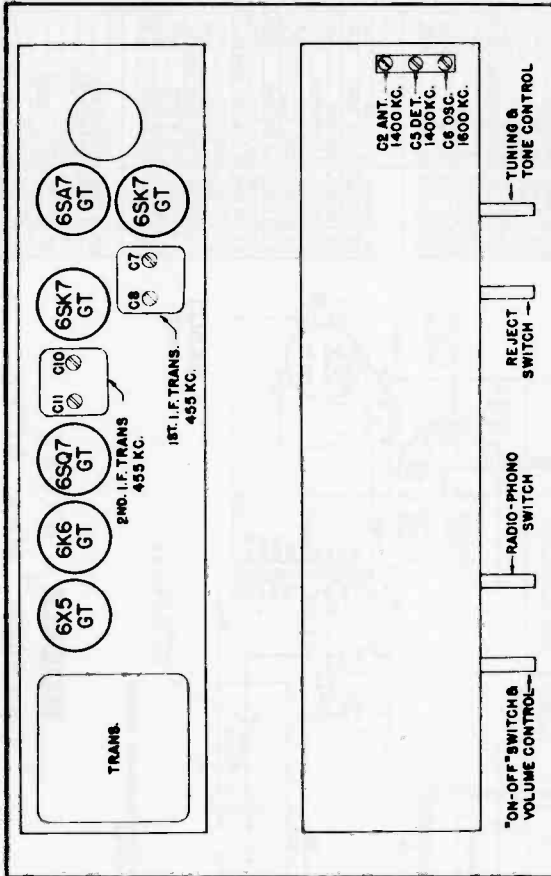 TRANS.
6X5
GT
6K6
GT
6SQ7
GT
C11
C10
2ND. I.F. TRANS
455 KC.
6SK7
GT
6SA7
GT
6SK7
GT
C8
C7
1ST. I.F. TRANS.
455 KC.
C2 ANT.
1400 KC.
C5 DET.
1400 KC.
C6 OSC.
1600 KC.
"ON-OFF" SWITCH &
VOLUME CONTROL
RADIO-PHONO
SWITCH
REJECT
SWITCH
TUNING &
TONE CONTROL